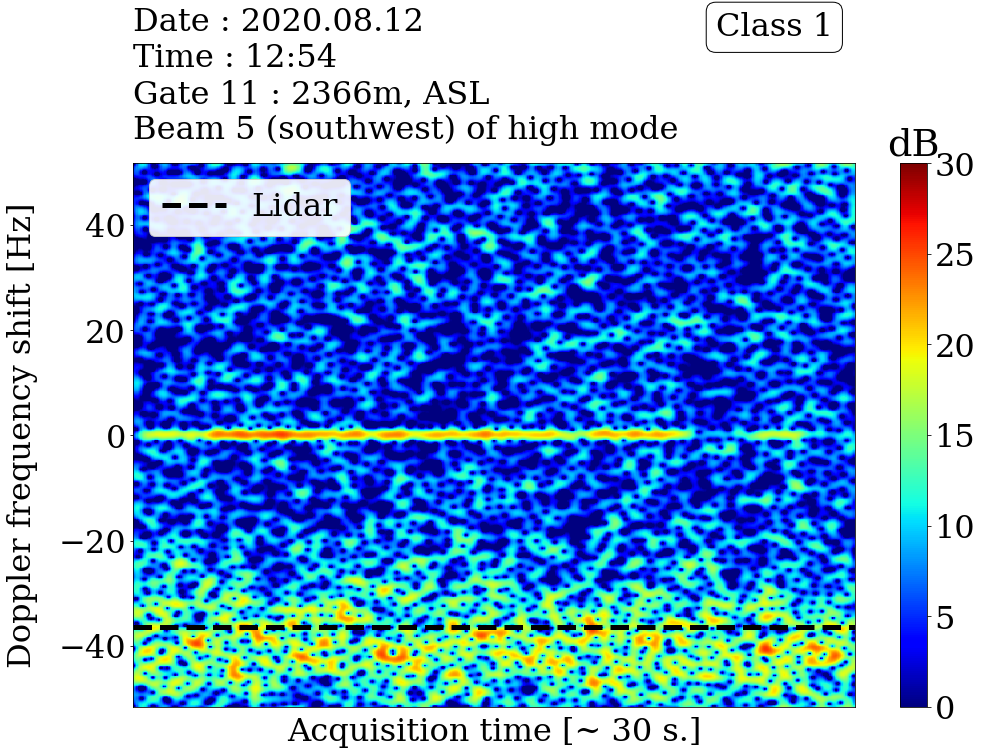 Date : 2020.08.12
Time : 12:54
Gate 11 : 2366m, ASL
Beam 5 (southwest) of high mode
Class 1
dB
Lidar
Doppler frequency shift [Hz]
40
20
0
−20
−40
Acquisition time [~ 30 s.]
30
25
20
15
10
5
0